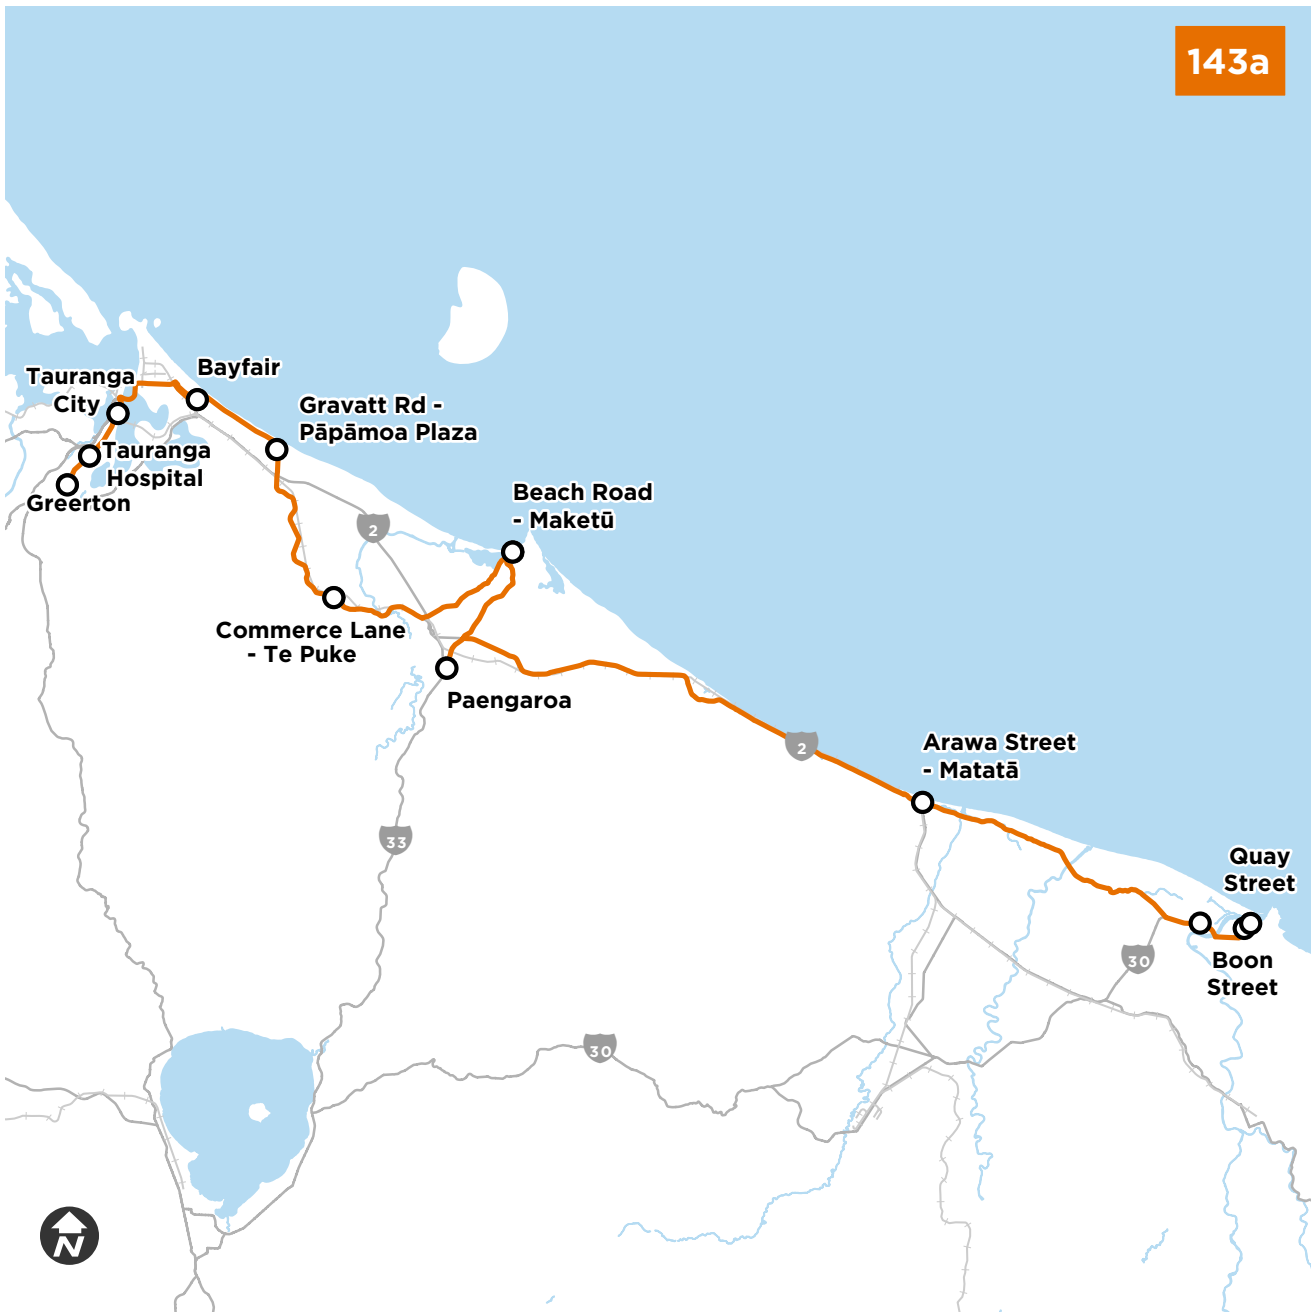 143a
Bayfair
Tauranga
City
Gravatt Rd -
Pāpāmoa Plaza
Tauranga
Hospital
Greerton
Beach Road
- Maketū
2
Commerce Lane
- Te Puke
Paengaroa
2
Arawa Street
- Matatā
33
Quay
Street
30
Boon
Street
30
N